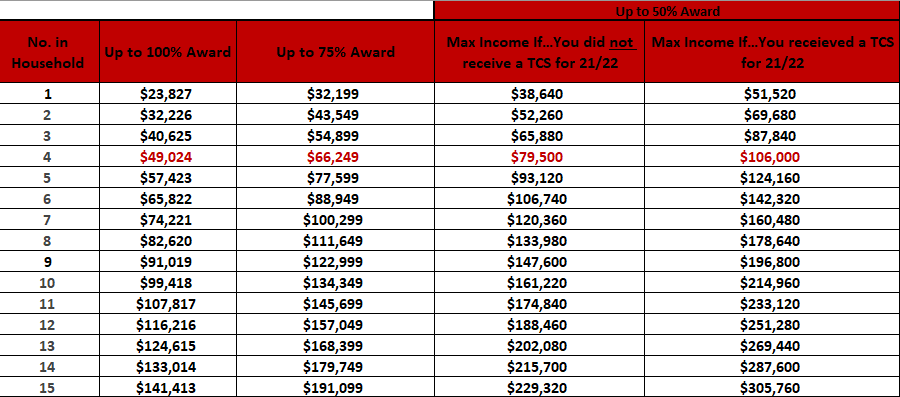 Up to 50% Award
No. in Household Up to 100% Award Up to 75% Award Max Income If...You did not receive a TCS for 21/22 Max Income If...You receieved a TCS for 21/22
1 $23,827 $32,199 $38,640 $51,520
2 $32,226 $43,549 $52,260 $69,680
3 $40,625 $54,899 $65,880 $87,840
4 $49,024 $66,249 $79,500 $106,000
5 $57,423 $77,599 $93,120 $124,160
6 $65,822 $88,949 $106,740 $142,320
7 $74,221 $100,299 $120,360 $160,480
8 $82,620 $111,649 $133,980 $178,640
9 $91,019 $122,999 $147,600 $196,800
10 $99,418 $134,349 $161,220 $214,960
11 $107,817 $145,699 $174,840 $233,120
12 $116,216 $157,049 $188,460 $251,280
13 $124,615 $168,399 $202,080 $269,440
14 $133,014 $179,749 $215,700 $287,600
15 $141,413 $191,099 $229,320 $305,760